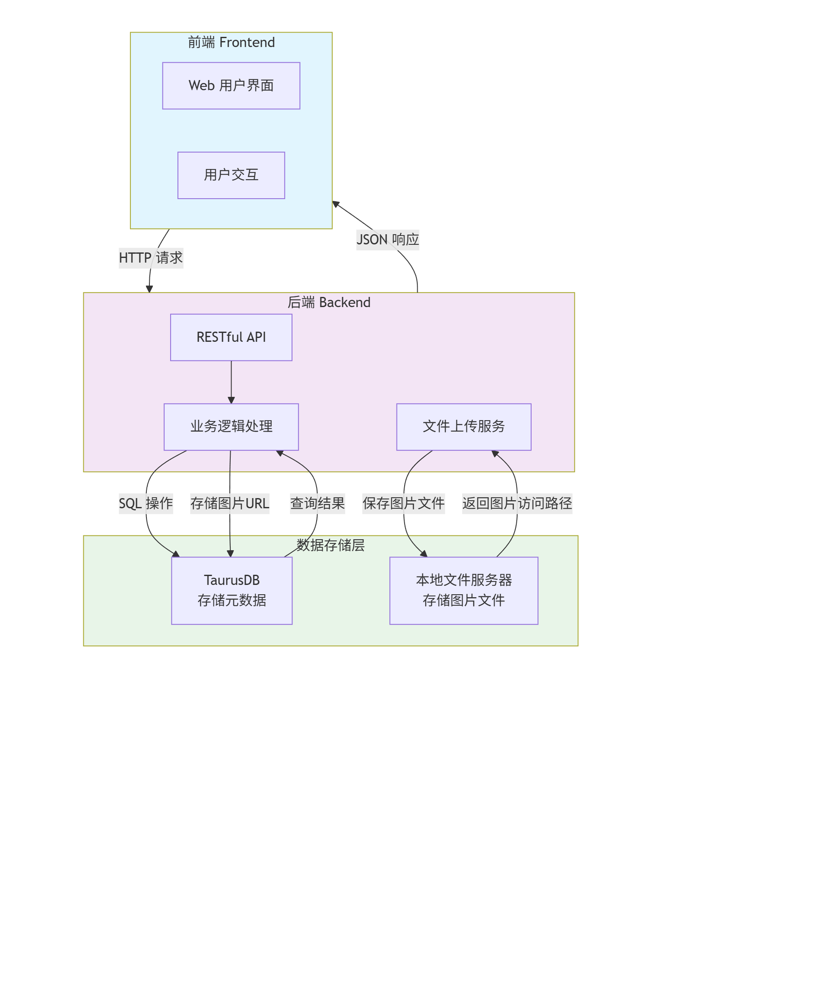 前端 Frontend
Web 用户界面
用户交互
JSON 响应
HTTP 请求
后端 Backend
RESTful API
业务逻辑处理
文件上传服务
SQL 操作
存储图片URL
查询结果
保存图片文件
返回图片访问路径
数据存储层
TaurusDB
存储元数据
本地文件服务器
存储图片文件